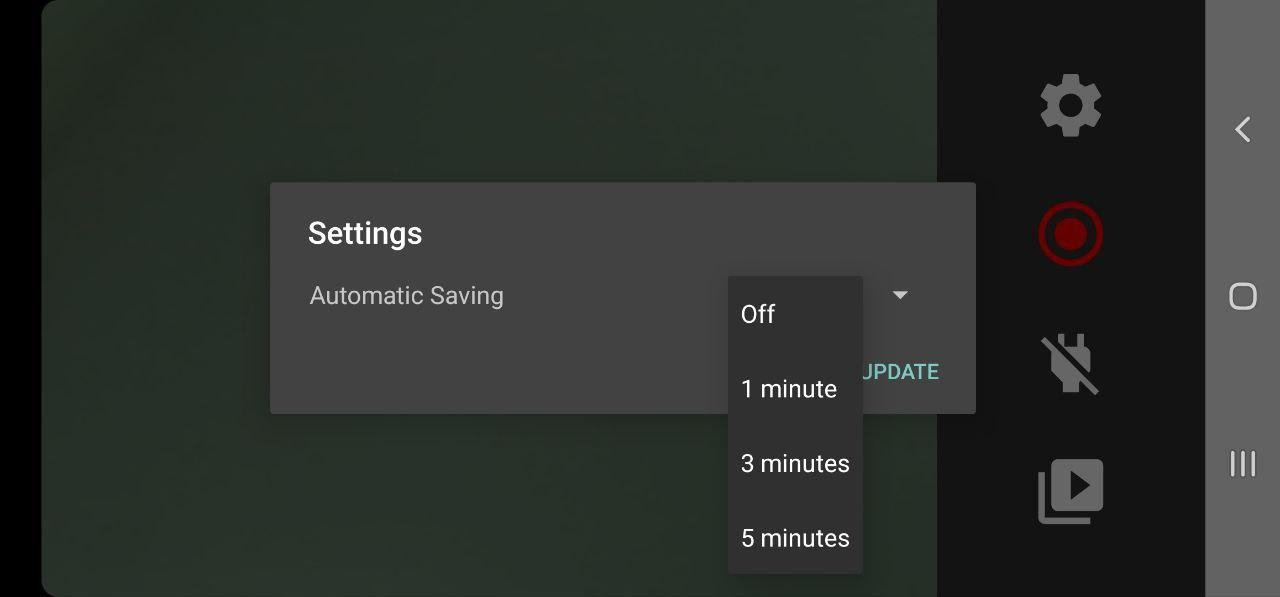 Settings
Automatic Saving
Off
1 minute
3 minutes
5 minutes
UPDATE